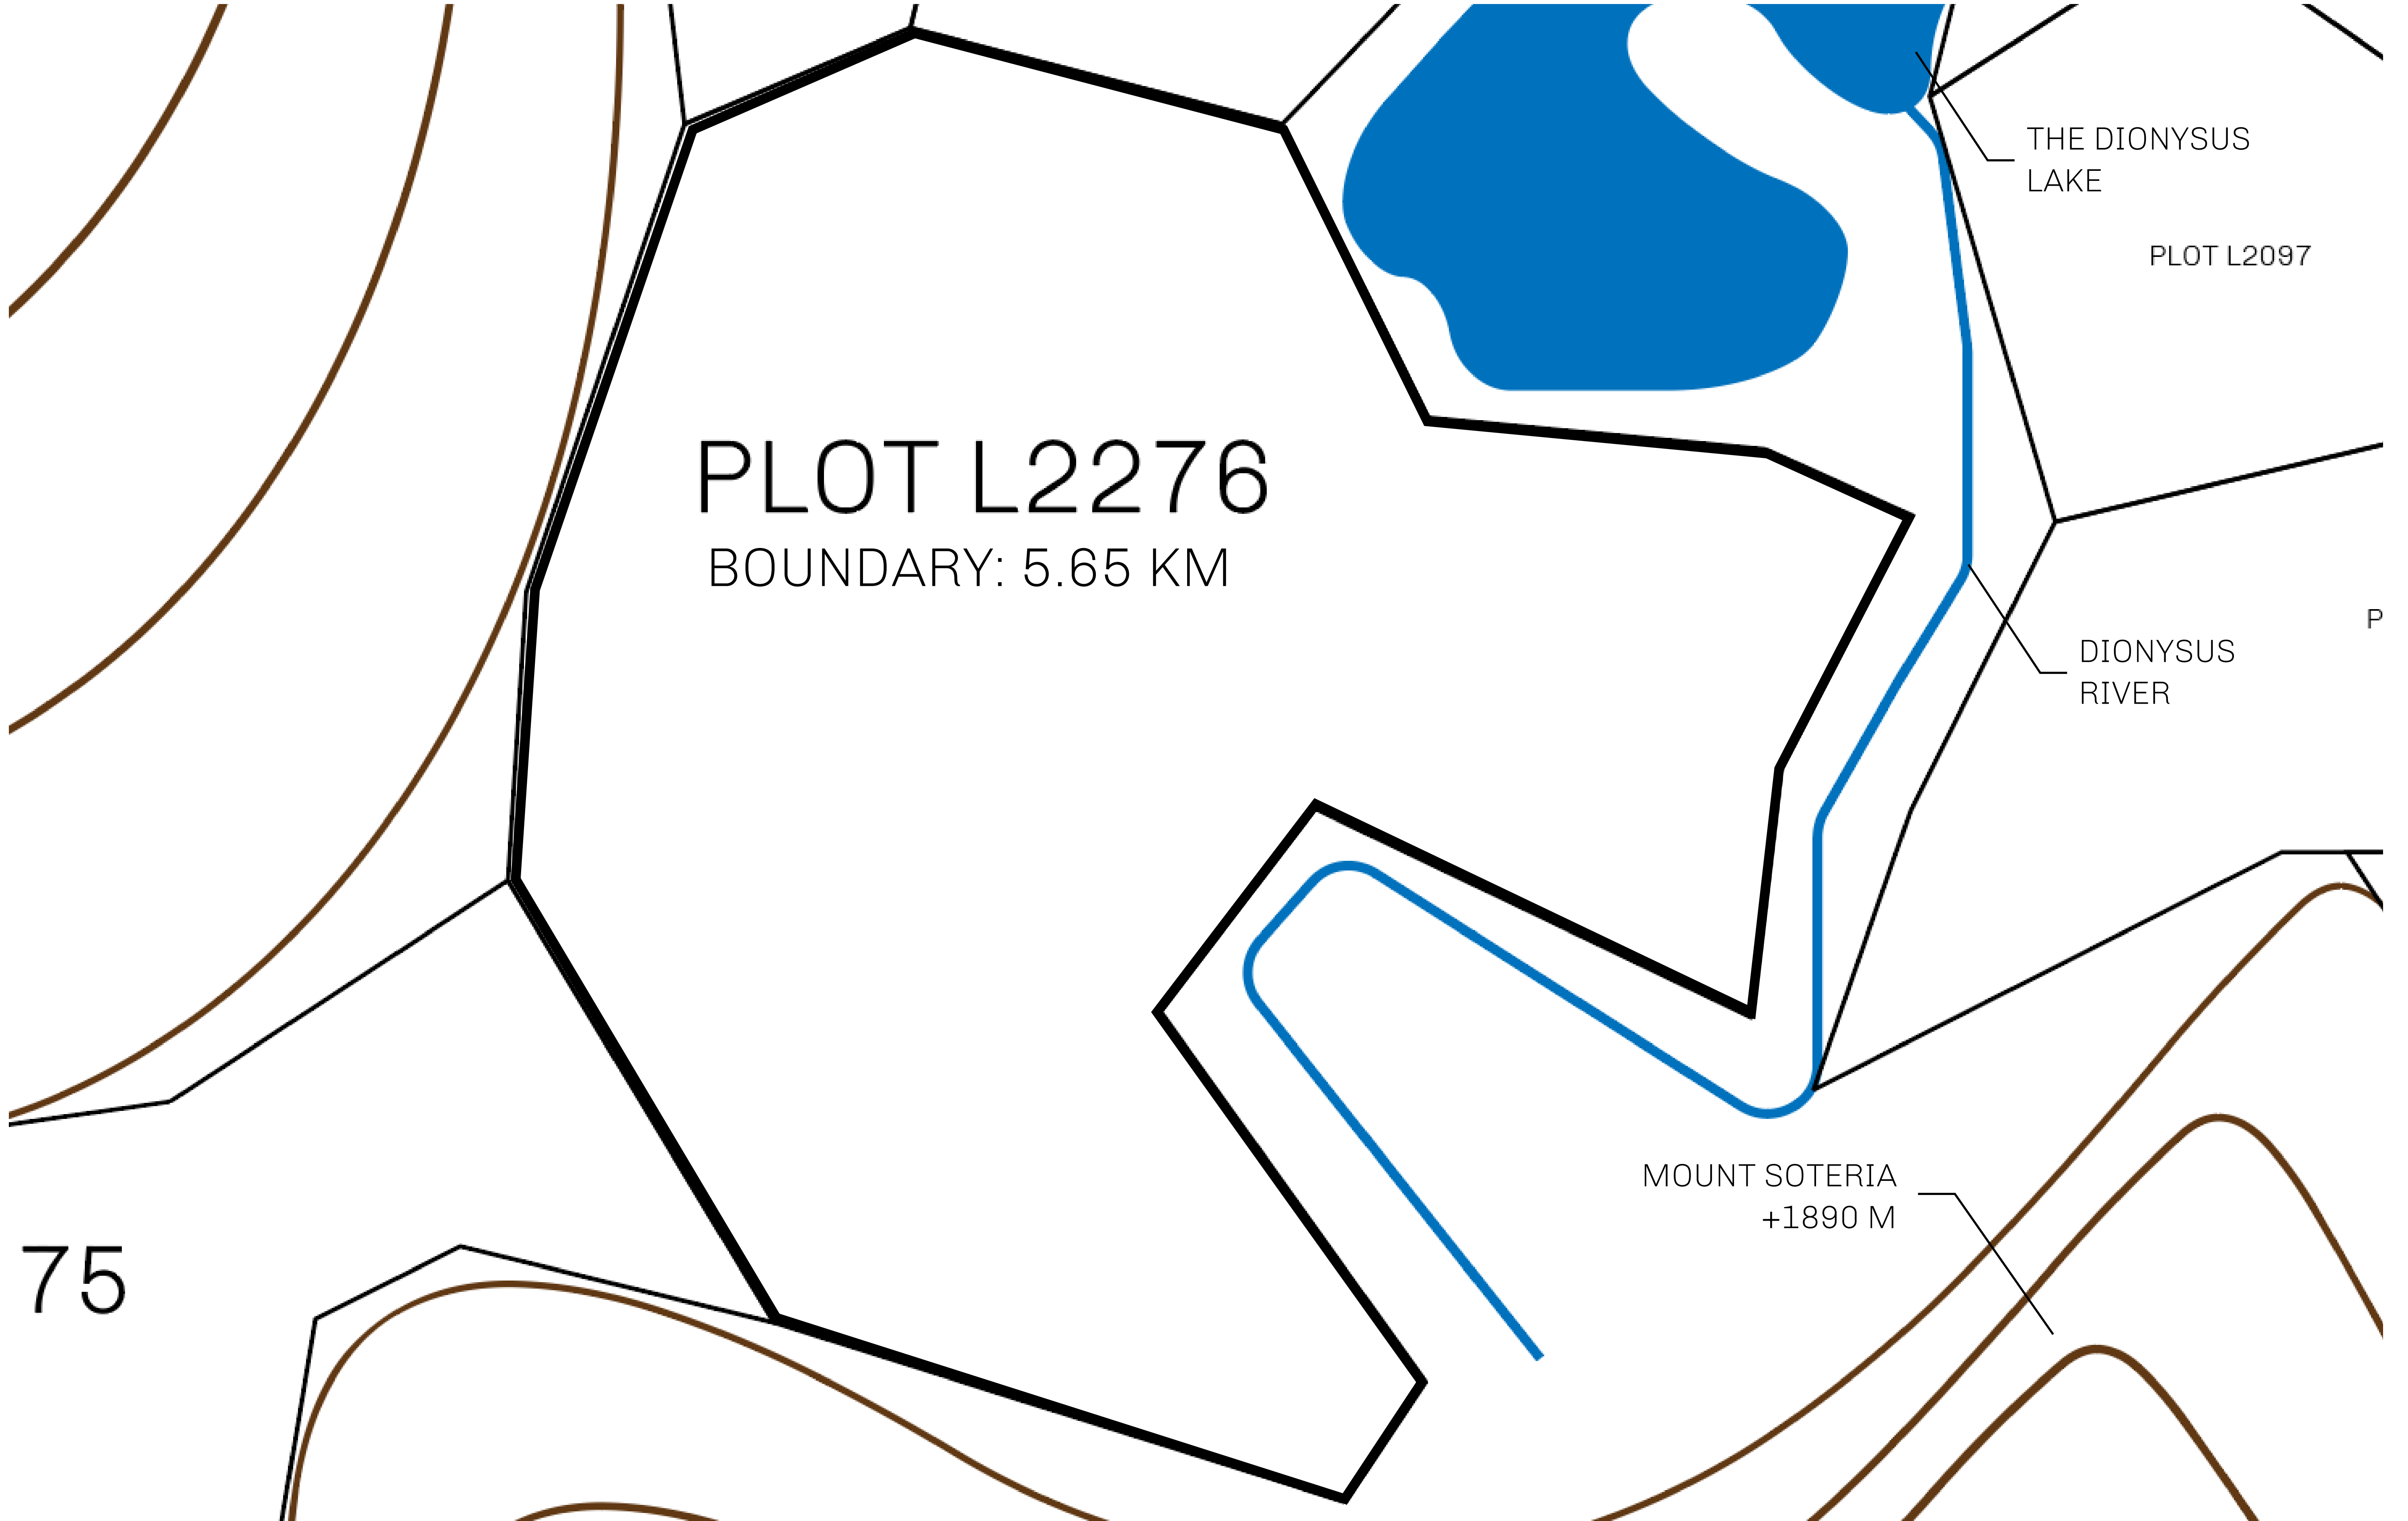 THE DIONYSUS
LAKE
PLOT L2097
PLOT L2276
BOUNDARY: 5.65 KM
P
DIONYSUS
RIVER
MOUNT SOTERIA
+1890 M
75